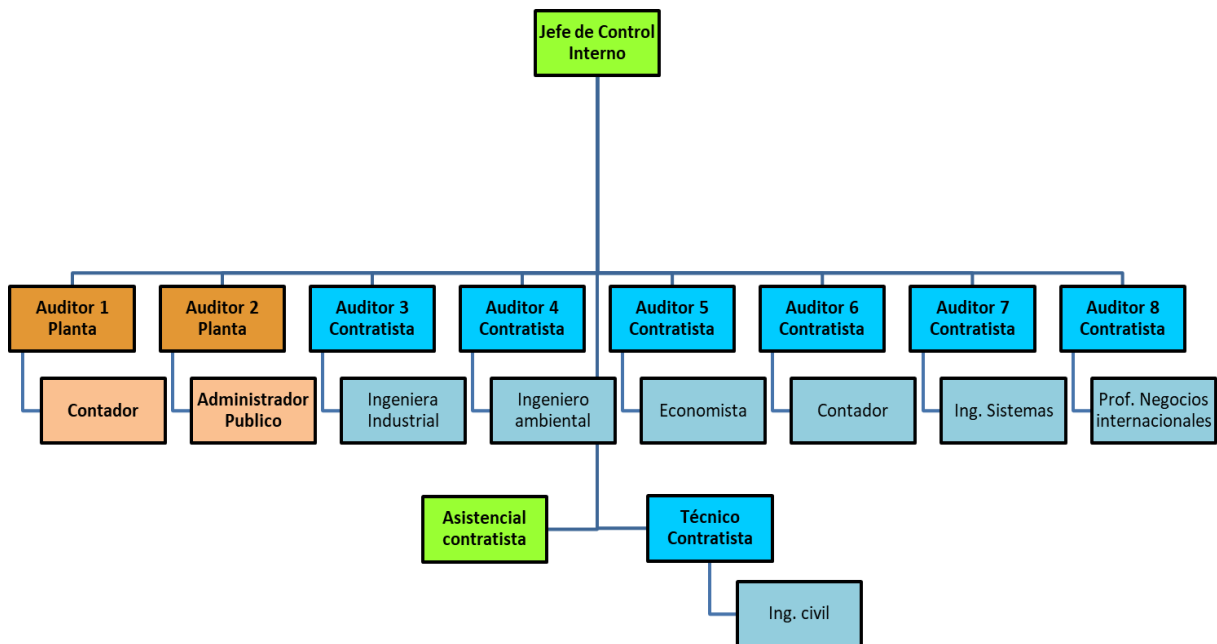 Jefe de Control
Interno
Auditor 1
Planta
Auditor 2
Planta
Auditor 3
Contratista
Auditor 4
Contratista
Auditor 5
Contratista
Auditor 6
Contratista
Auditor 7
Contratista
Auditor 8
Contratista
Contador
Administrador
Publico
Ingeniera
Industrial
Ingeniero
ambiental
Economista
Contador
Ing. Sistemas
Prof. Negocios
internacionales
Asistencial
contratista
Técnico
Contratista
Ing. civil